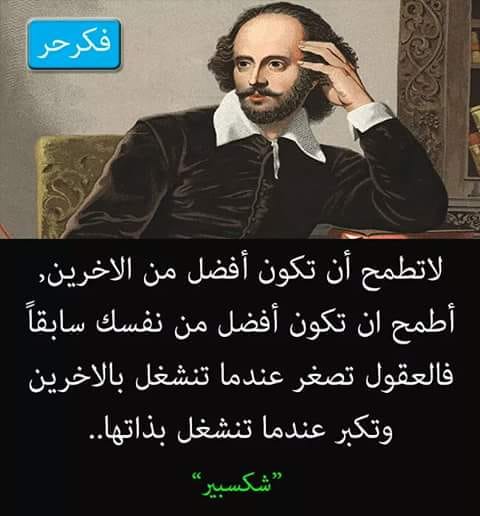 فكرحر
لاتطمح أن تكون أفضل من الاخرين,
أطمح ان تكون أفضل من نفسك سابقاً
فالعقول تصغر عندما تنشغل بالاخرين
وتكبر عندما تنشغل بذاتها..
”شكسبير“